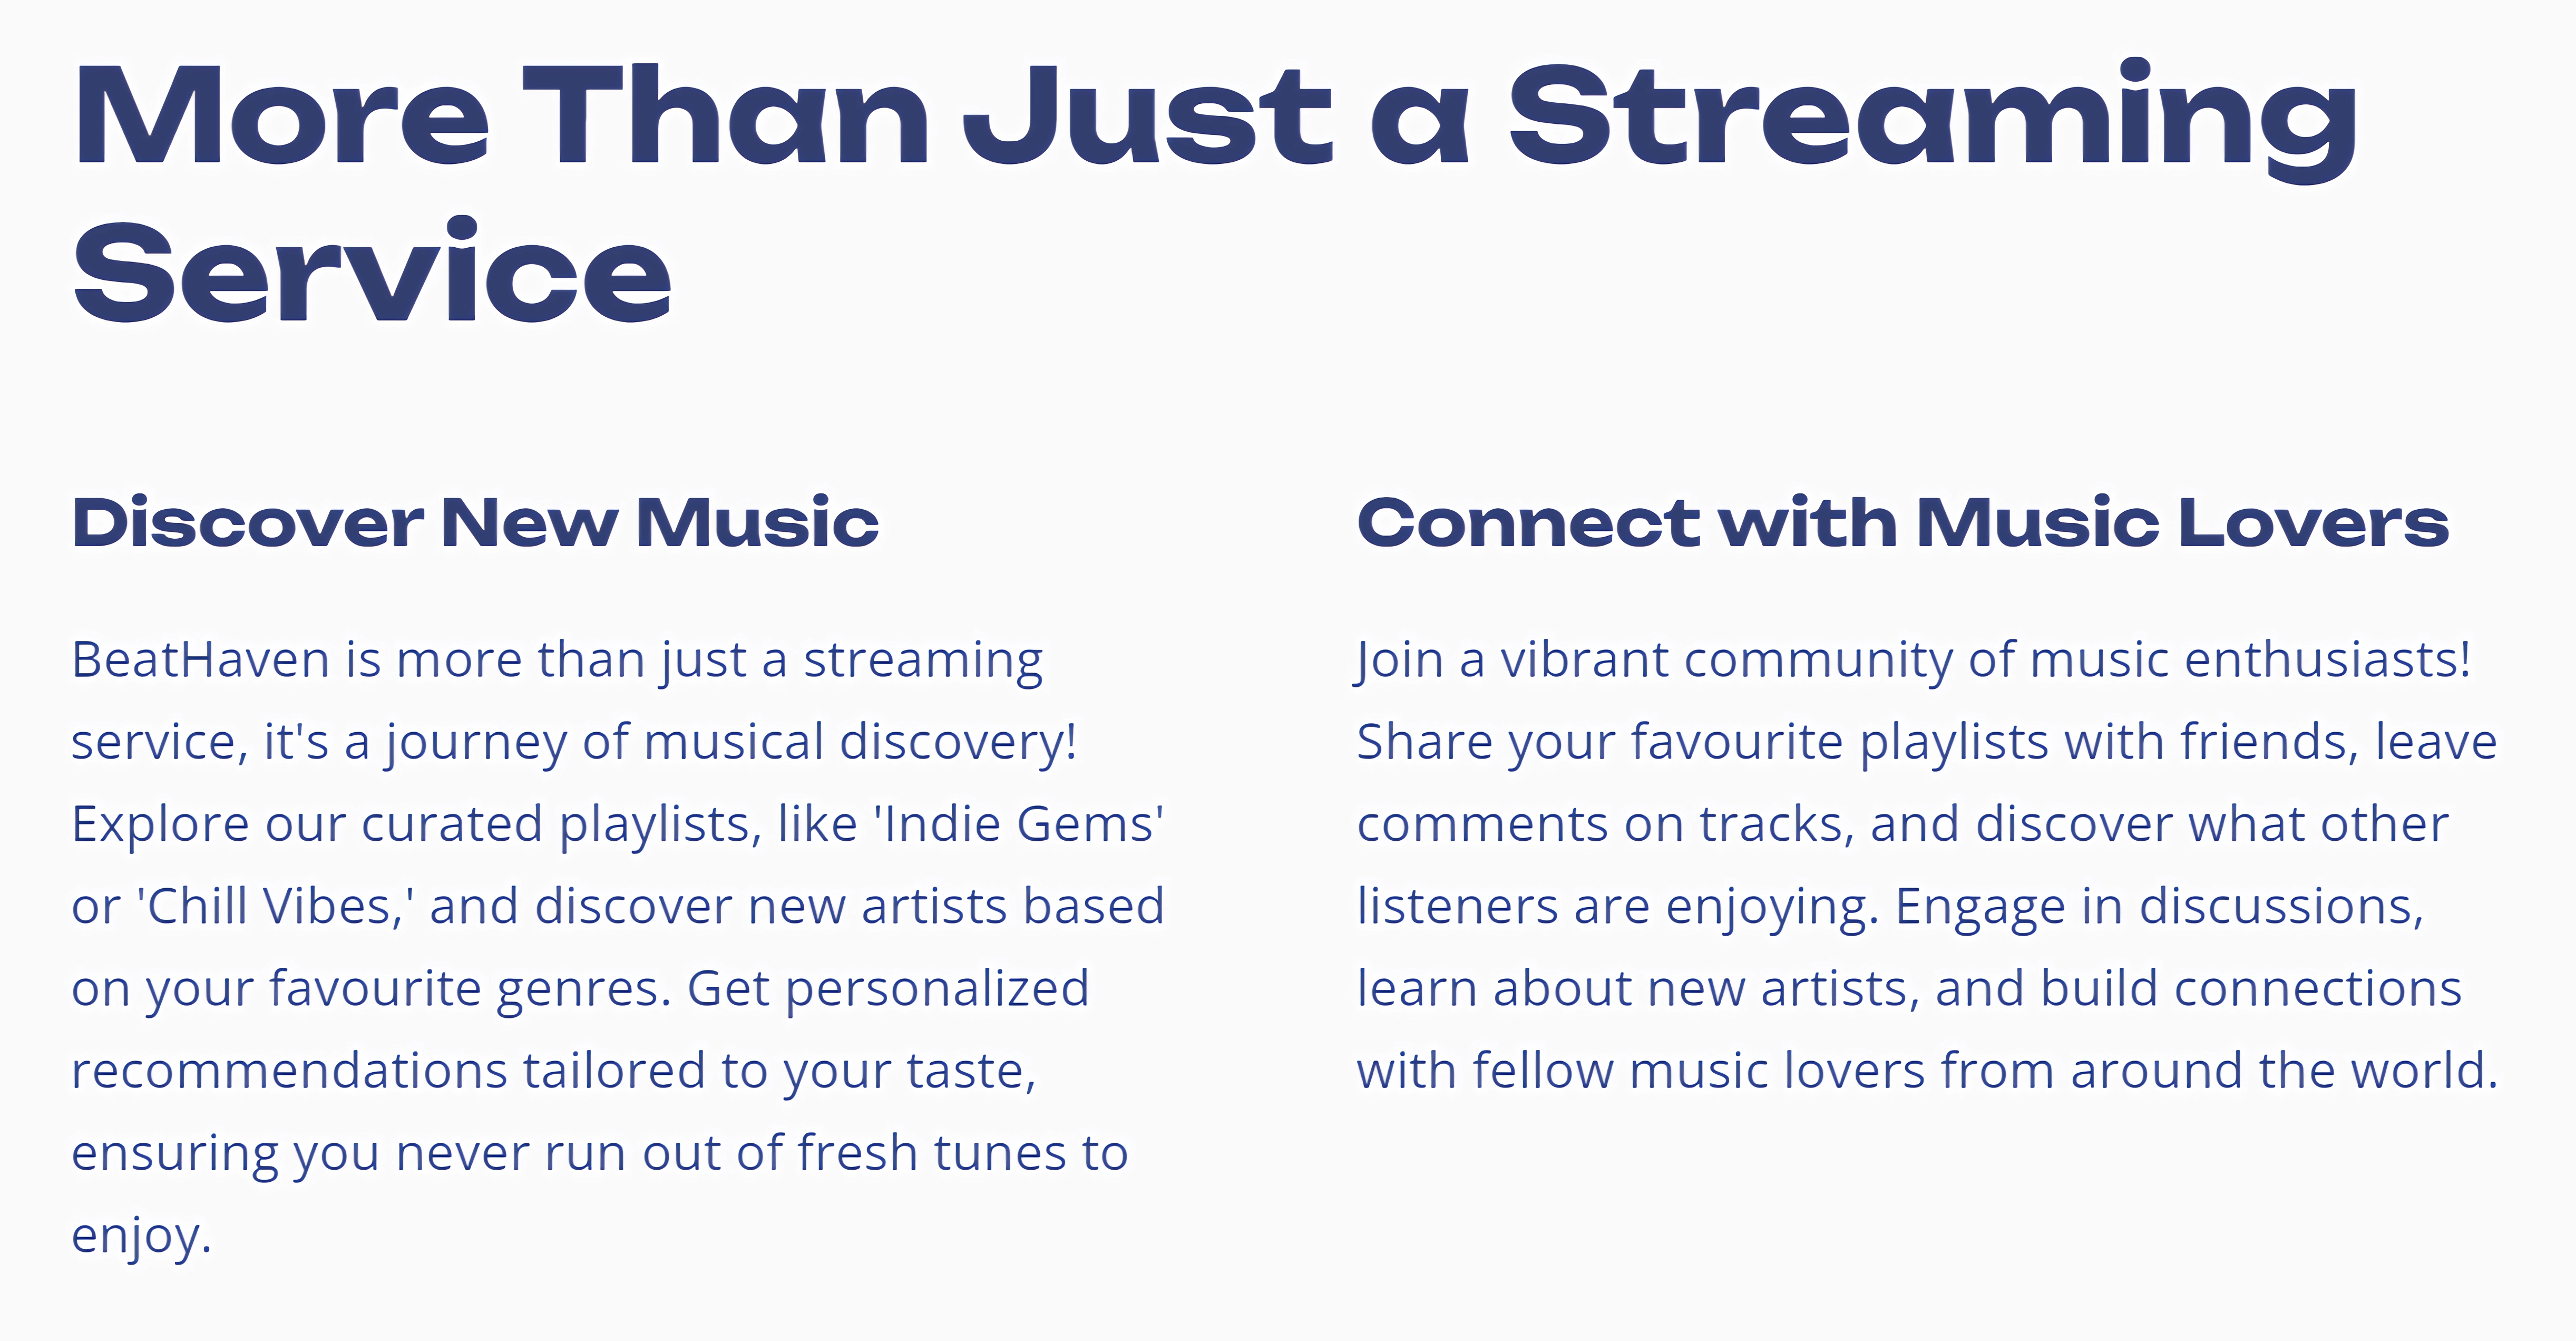 More Than Just a Streaming
Service
Discover New Music
BeatHaven is more than just a streaming
service, it's a journey of musical discovery!
Explore our curated playlists, like 'Indie Gems'
or 'Chill Vibes,' and discover new artists based
on your favourite genres. Get personalized
recommendations tailored to your taste,
ensuring you never run out of fresh tunes to
enjoy.
Connect with Music Lovers
Join a vibrant community of music enthusiasts!
Share your favourite playlists with friends, leave
comments on tracks, and discover what other
listeners are enjoying. Engage in discussions,
learn about new artists, and build connections
with fellow music lovers from around the world.